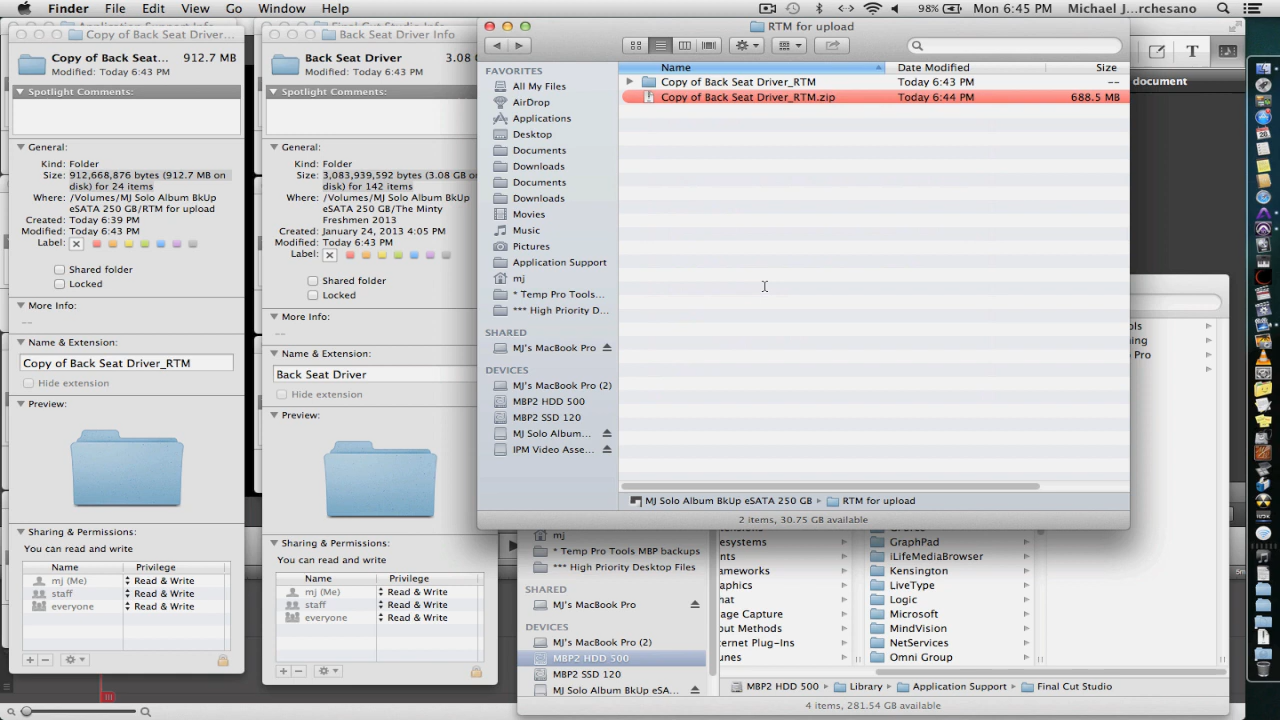 Finder File Edit View Go Window Help 98% Mon 6:45 PM Michael J...rchesano
Copy of Back Seat Driver...
Copy of Back Seat... 912.7 MB
Modified: Today 6:43 PM
Spotlight Comments:
General:
Kind: Folder
Size: 912,668,876 bytes (912.7 MB on
disk) for 24 items
Where: /Volumes/MJ Solo Album BkUp
eSATA 250 GB/RTM for upload
Created: Today 6:39 PM
Modified: Today 6:43 PM
Label:
Shared folder
Locked
More Info:
--
Name & Extension:
Copy of Back Seat Driver_RTM
Hide extension
Preview:
Sharing & Permissions:
You can read and write
Name Privilege
mj (Me) Read & Write
staff Read & Write
everyone Read & Write
Back Seat Driver Info
Back Seat Driver 3.08 G
Modified: Today 6:43 PM
Spotlight Comments:
General:
Kind: Folder
Size: 3,083,939,592 bytes (3.08 GB on
disk) for 142 items
Where: /Volumes/MJ Solo Album BkUp
eSATA 250 GB/The Minty
Freshmen 2013
Created: January 24, 2013 4:05 PM
Modified: Today 6:43 PM
Label:
Shared folder
Locked
More Info:
--
Name & Extension:
Back Seat Driver
Hide extension
Preview:
Sharing & Permissions:
You can read and write
Name Privilege
mj (Me) Read & Write
staff Read & Write
everyone Read & Write
RTM for upload
FAVORITES
All My Files
AirDrop
Applications
Desktop
Documents
Downloads
Documents
Downloads
Movies
Music
Pictures
Application Support
mj
* Temp Pro Tools...
*** High Priority D...
SHARED
MJ's MacBook Pro
DEVICES
MJ's MacBook Pro (2)
MBP2 HDD 500
MBP2 SSD 120
MJ Solo Album...
IPM Video Asse...
Name Date Modified Size
Copy of Back Seat Driver_RTM Today 6:43 PM --
Copy of Back Seat Driver_RTM.zip Today 6:44 PM 688.5 MB
MJ Solo Album BkUp eSATA 250 GB RTM for upload
2 items, 30.75 GB available
document
mj
* Temp Pro Tools MBP backups
*** High Priority Desktop Files
SHARED
MJ's MacBook Pro
DEVICES
MJ's MacBook Pro (2)
MBP2 HDD 500
MBP2 SSD 120
MJ Solo Album BkUp eSA...
GraphPad
iLifeMediaBrowser
Kensington
LiveType
Logic
Microsoft
MindVision
NetServices
Omni Group
MBP2 HDD 500 Library Application Support Final Cut Studio
4 items, 281.54 GB available